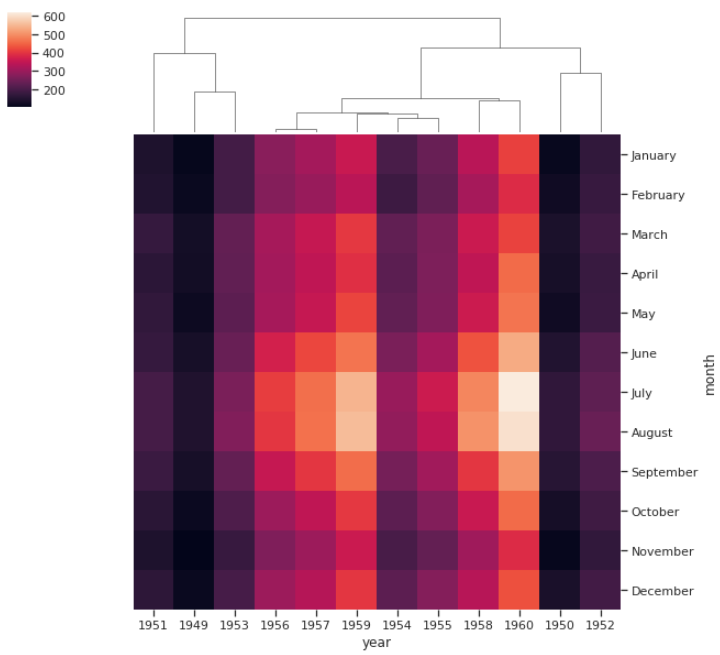 600
500
400
300
200
January
February
March
April
May
June
July
August
September
October
November
December
month
1951 1949 1953 1956 1957 1959 1954 1955 1958 1960 1950 1952
year